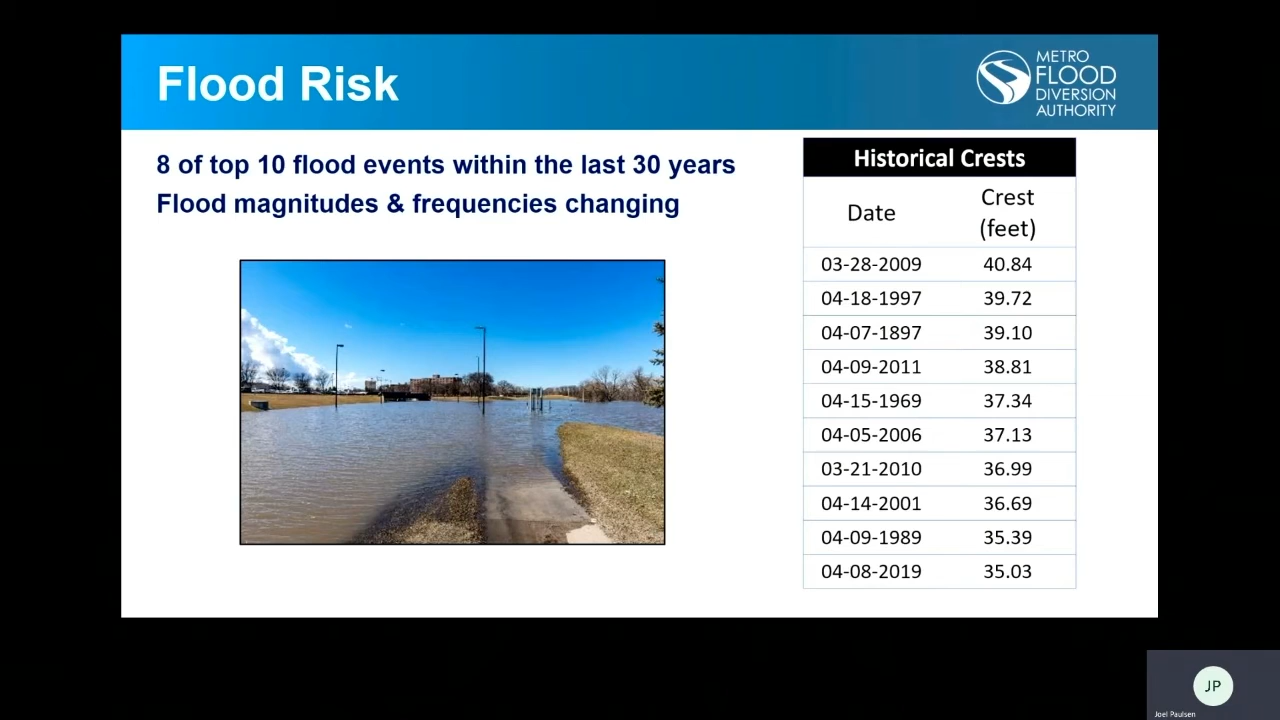 Flood Risk
METRO
FLOOD
DIVERSION
AUTHORITY
8 of top 10 flood events within the last 30 years
Flood magnitudes & frequencies changing
Historical Crests
Date Crest
(feet)
03-28-2009 40.84
04-18-1997 39.72
04-07-1897 39.10
04-09-2011 38.81
04-15-1969 37.34
04-05-2006 37.13
03-21-2010 36.99
04-14-2001 36.69
04-09-1989 35.39
04-08-2019 35.03
JP
Joel Paulsen